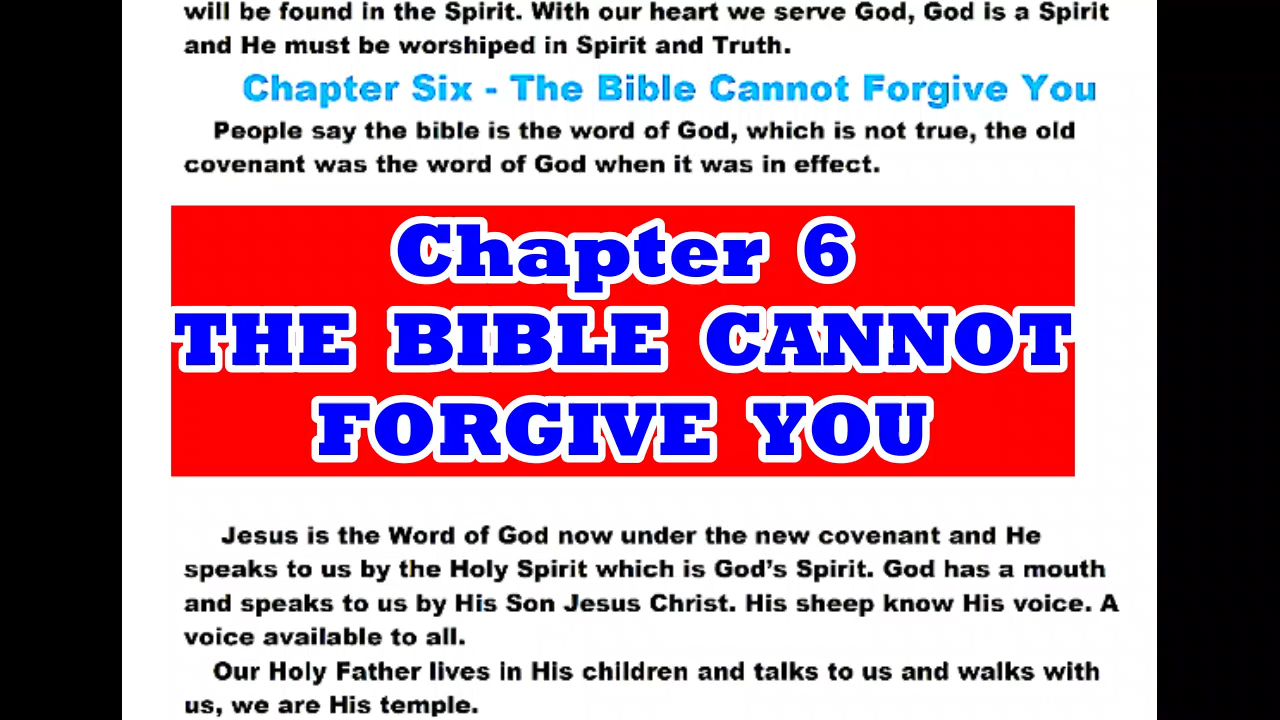 will be found in the Spirit. With our heart we serve God, God is a Spirit
and He must be worshiped in Spirit and Truth.
Chapter Six - The Bible Cannot Forgive You
People say the bible is the word of God, which is not true, the old
covenant was the word of God when it was in effect.
Chapter 6
THE BIBLE CANNOT
FORGIVE YOU
Jesus is the Word of God now under the new covenant and He
speaks to us by the Holy Spirit which is God's Spirit. God has a mouth
and speaks to us by His Son Jesus Christ. His sheep know His voice. A
voice available to all.
Our Holy Father lives in His children and talks to us and walks with
us, we are His temple.